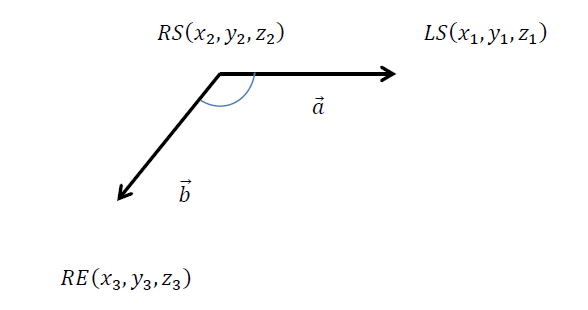 RS(x₂, y₂, z₂)
LS(x₁, y₁, z₁)
a⃗
b⃗
RE(x₃, y₃, z₃)